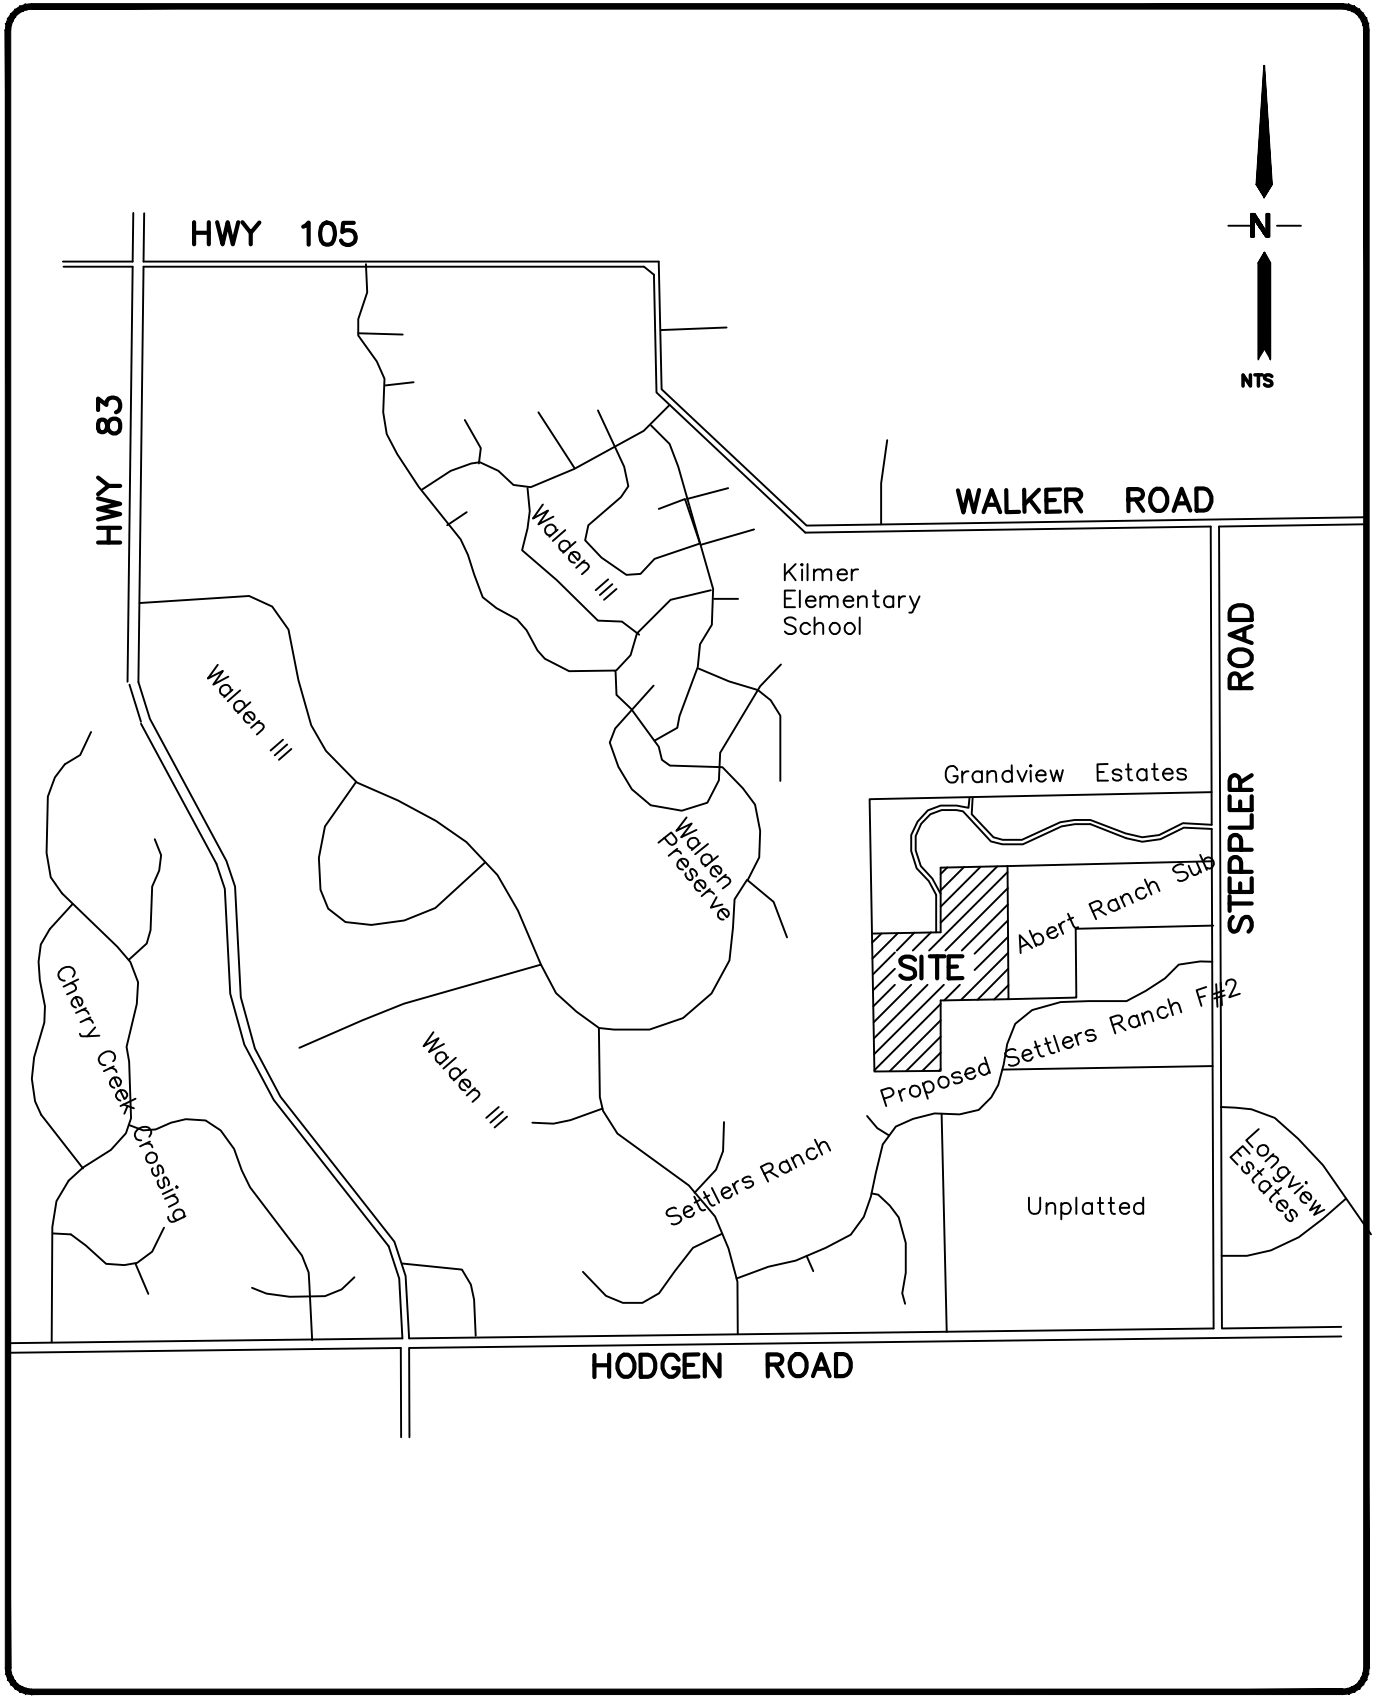 HWY 105
N
NTS
HWY 83
WALKER ROAD
Walden III
Kilmer
Elementary
School
STEPPLER ROAD
Walden III
Grandview Estates
Walden
Preserve
Abert Ranch Sub
SITE
Cherry Creek Crossing
Proposed Settlers Ranch F#2
Walden III
Settlers Ranch
Longview
Estates
Unplatted
HODGEN ROAD